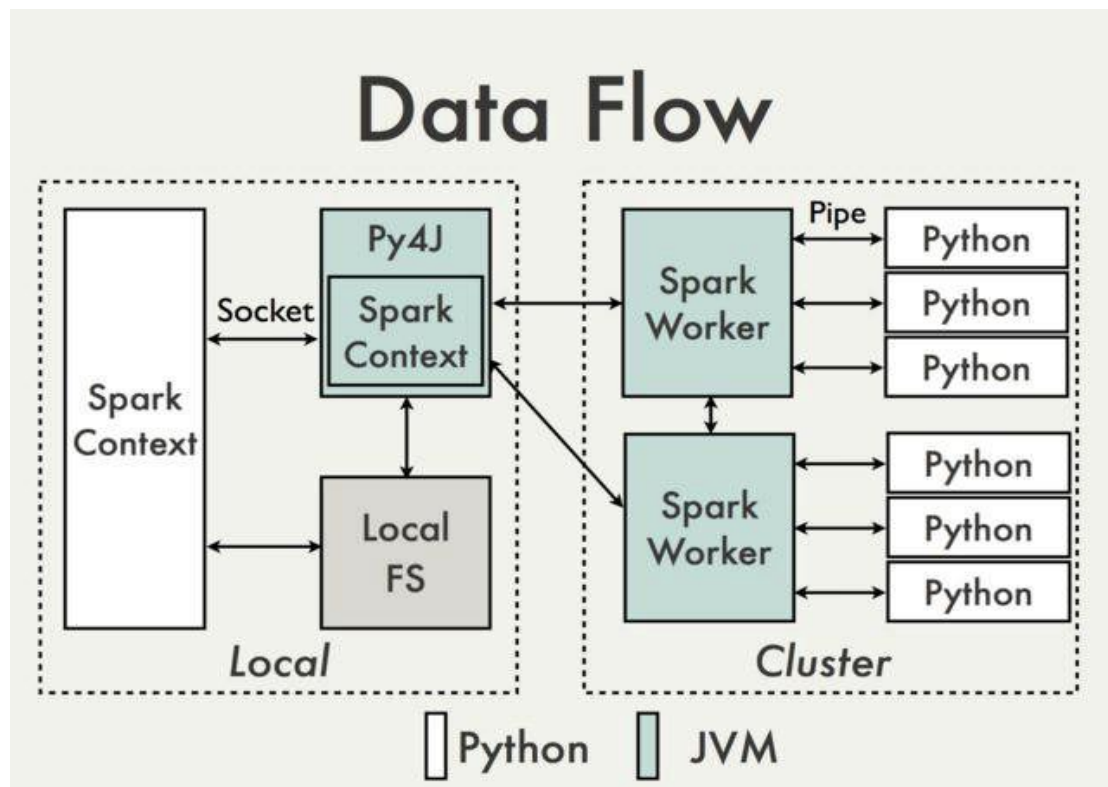 Data Flow
Spark
Context
Socket
Py4J
Spark
Context
Local
FS
Local
Spark
Worker
Pipe
Python
Python
Python
Spark
Worker
Python
Python
Python
Cluster
Python
JVM